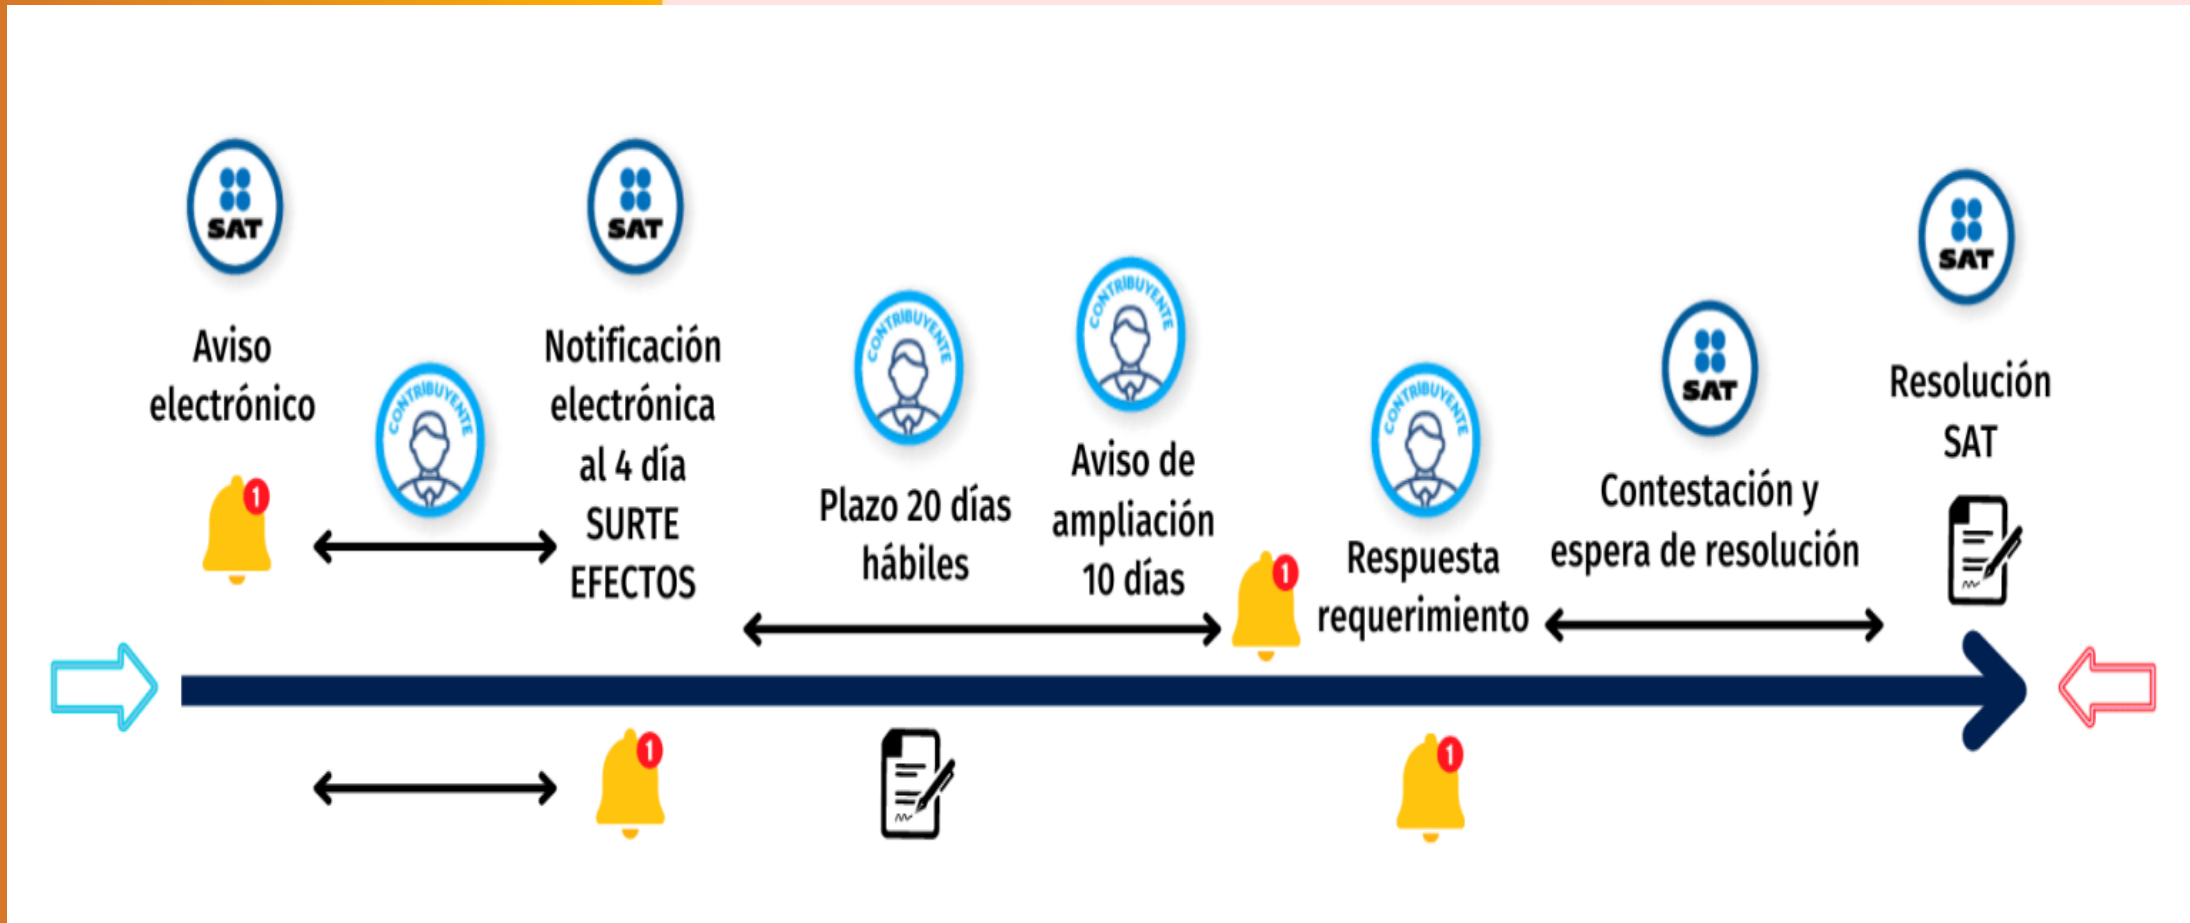 SAT
Aviso
electrónico
1
CONTRIBUYENTE
SAT
Notificación
electrónica
al 4 día
SURTE
EFECTOS
1
CONTRIBUYENTE
Plazo 20 días
hábiles
CONTRIBUYENTE
Aviso de
ampliación
10 días
1
CONTRIBUYENTE
Respuesta
requerimiento
1
SAT
Contestación y
espera de resolución
SAT
Resolución
SAT